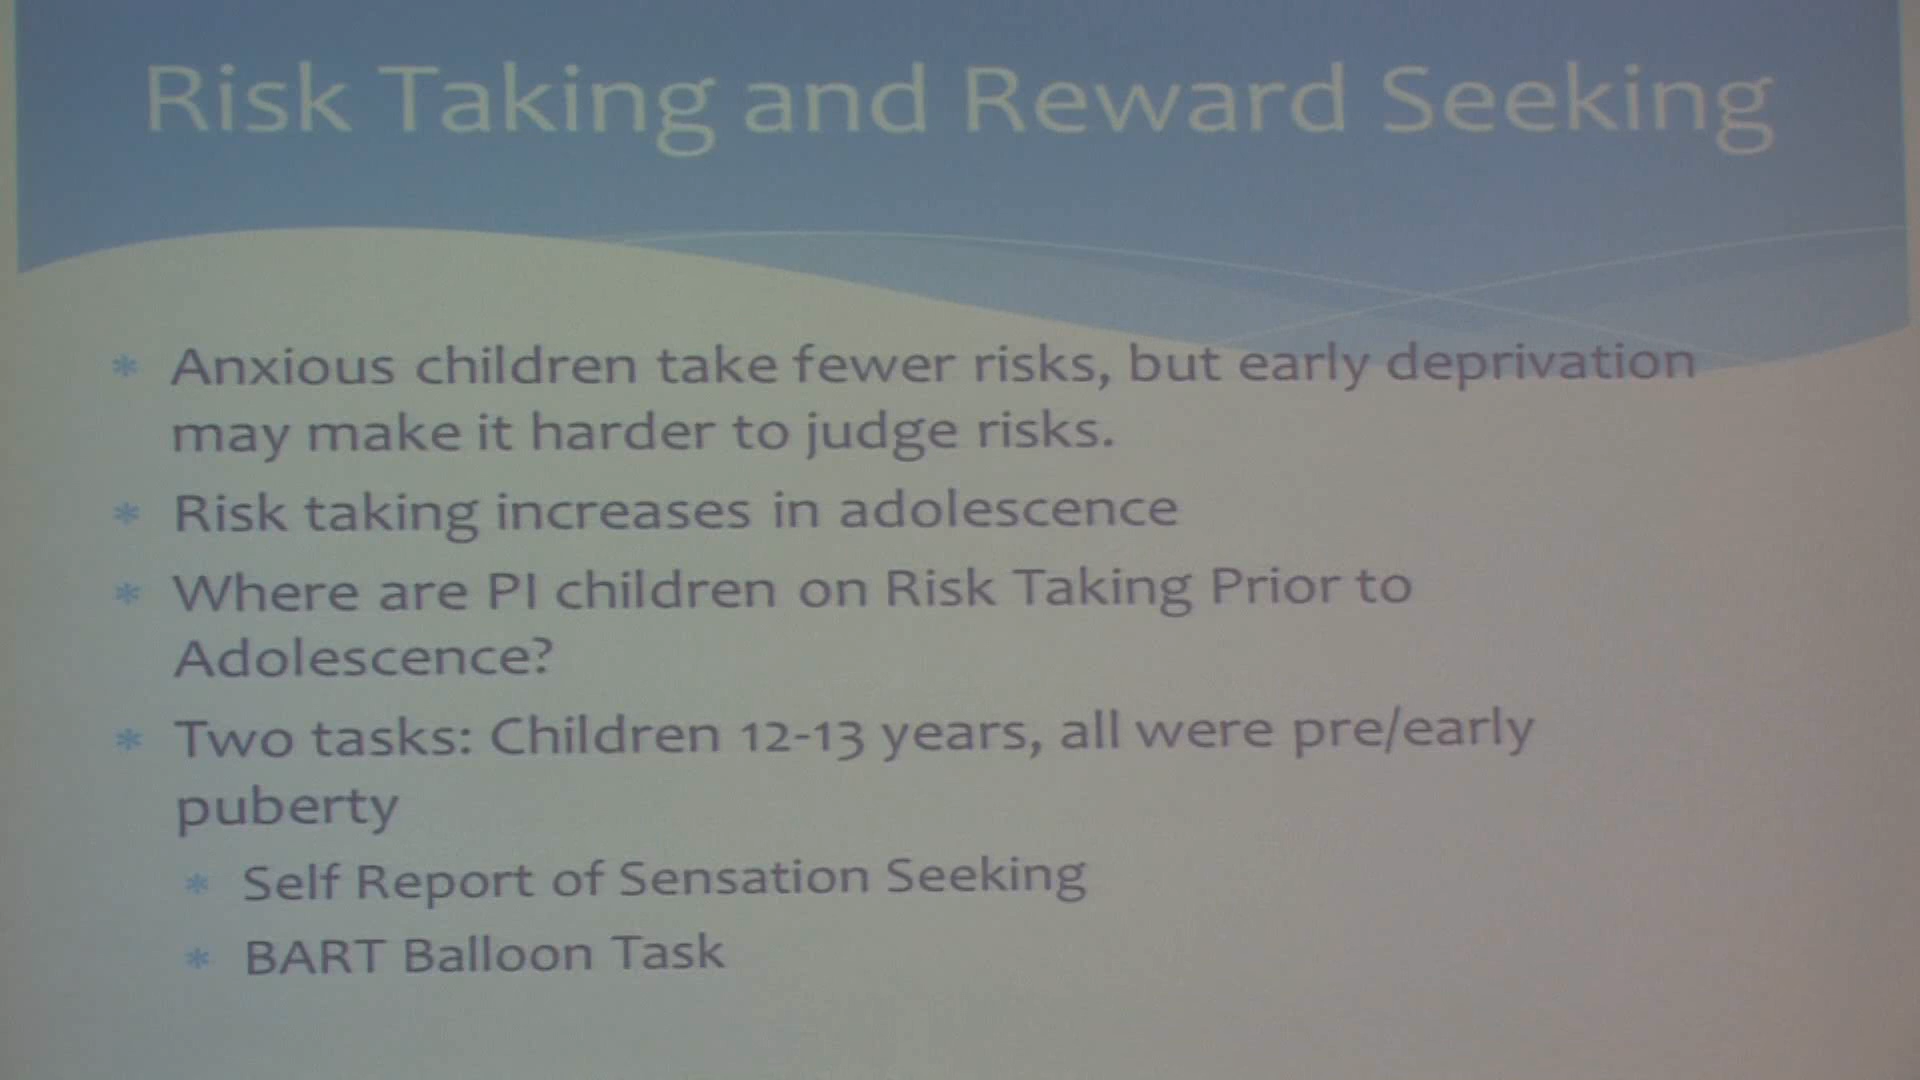 Risk Taking and Reward Seeking
* Anxious children take fewer risks, but early deprivation
may make it harder to judge risks.
* Risk taking increases in adolescence
* Where are PI children on Risk Taking Prior to
Adolescence?
* Two tasks: Children 12-13 years, all were pre/early
puberty
* Self Report of Sensation Seeking
* BART Balloon Task